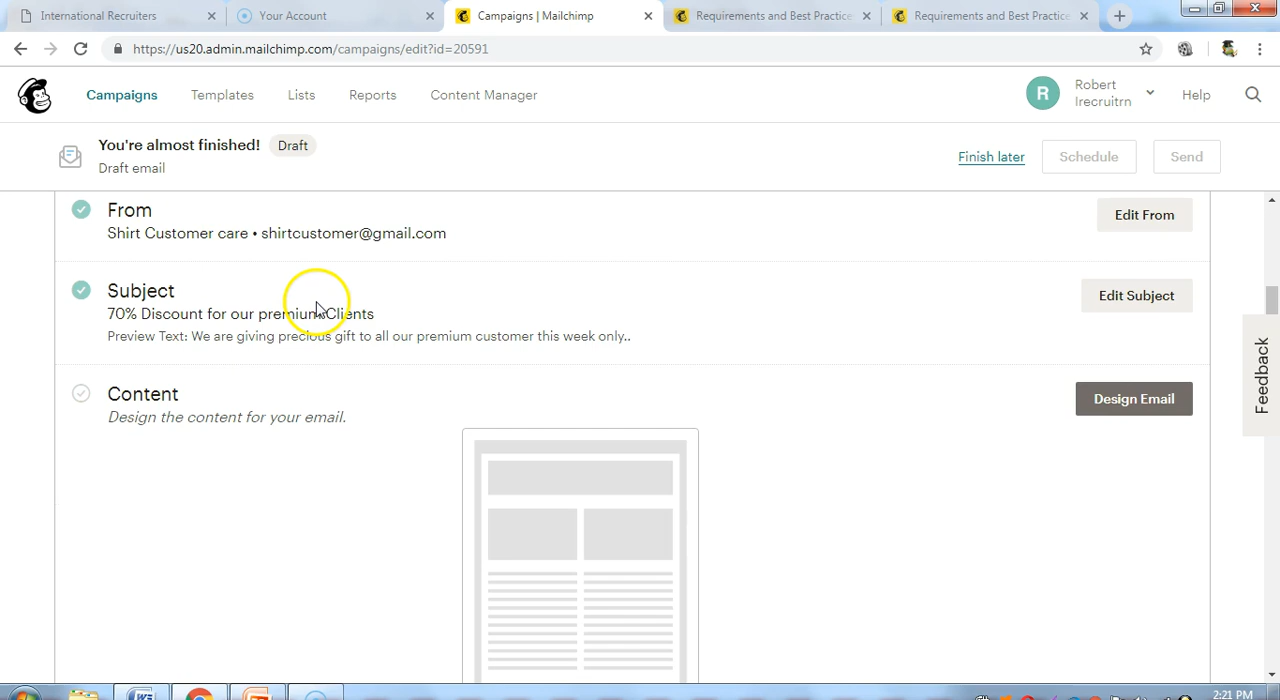 International Recruiters
Your Account
Campaigns | Mailchimp
Requirements and Best Practice
Requirements and Best Practice
https://us20.admin.mailchimp.com/campaigns/edit?id=20591
Campaigns
Templates
Lists
Reports
Content Manager
R
Robert
Irecruitrn
Help
You're almost finished!
Draft
Draft email
Finish later
Schedule
Send
From
Shirt Customer care • shirtcustomer@gmail.com
Edit From
Subject
70% Discount for our premium Clients
Preview Text: We are giving precious gift to all our premium customer this week only..
Edit Subject
Content
Design the content for your email.
Design Email
Feedback
2:21 PM